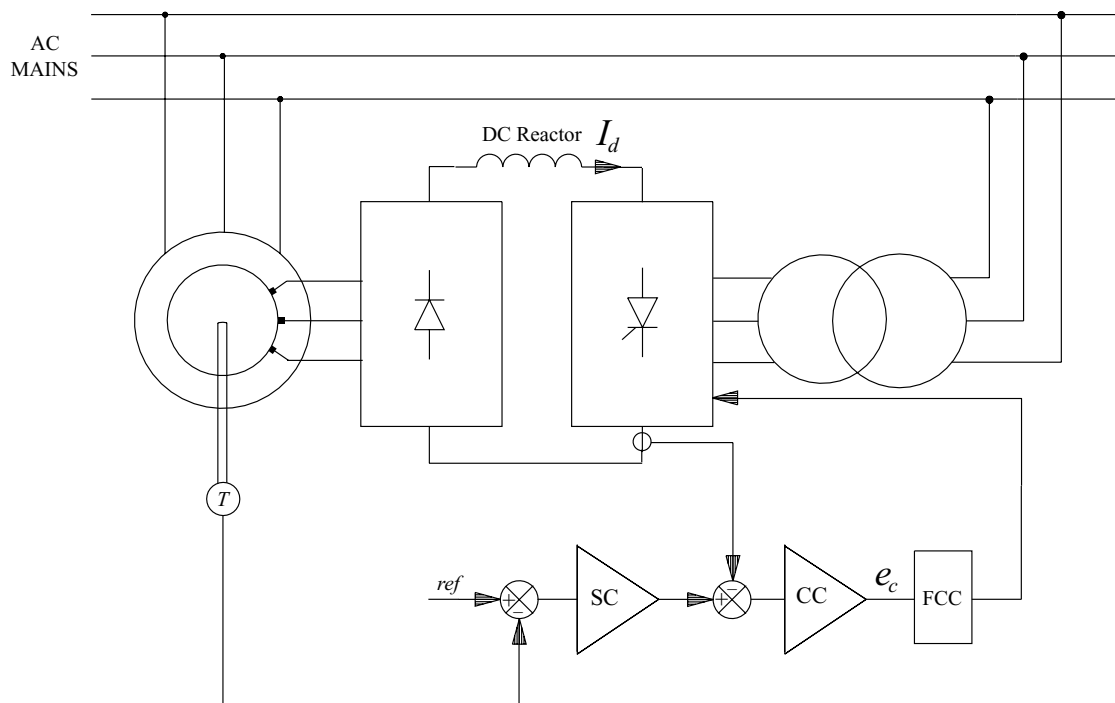 AC
MAINS
DC Reactor
I_d
T
ref
+
−
SC
+
−
CC
e_c
FCC